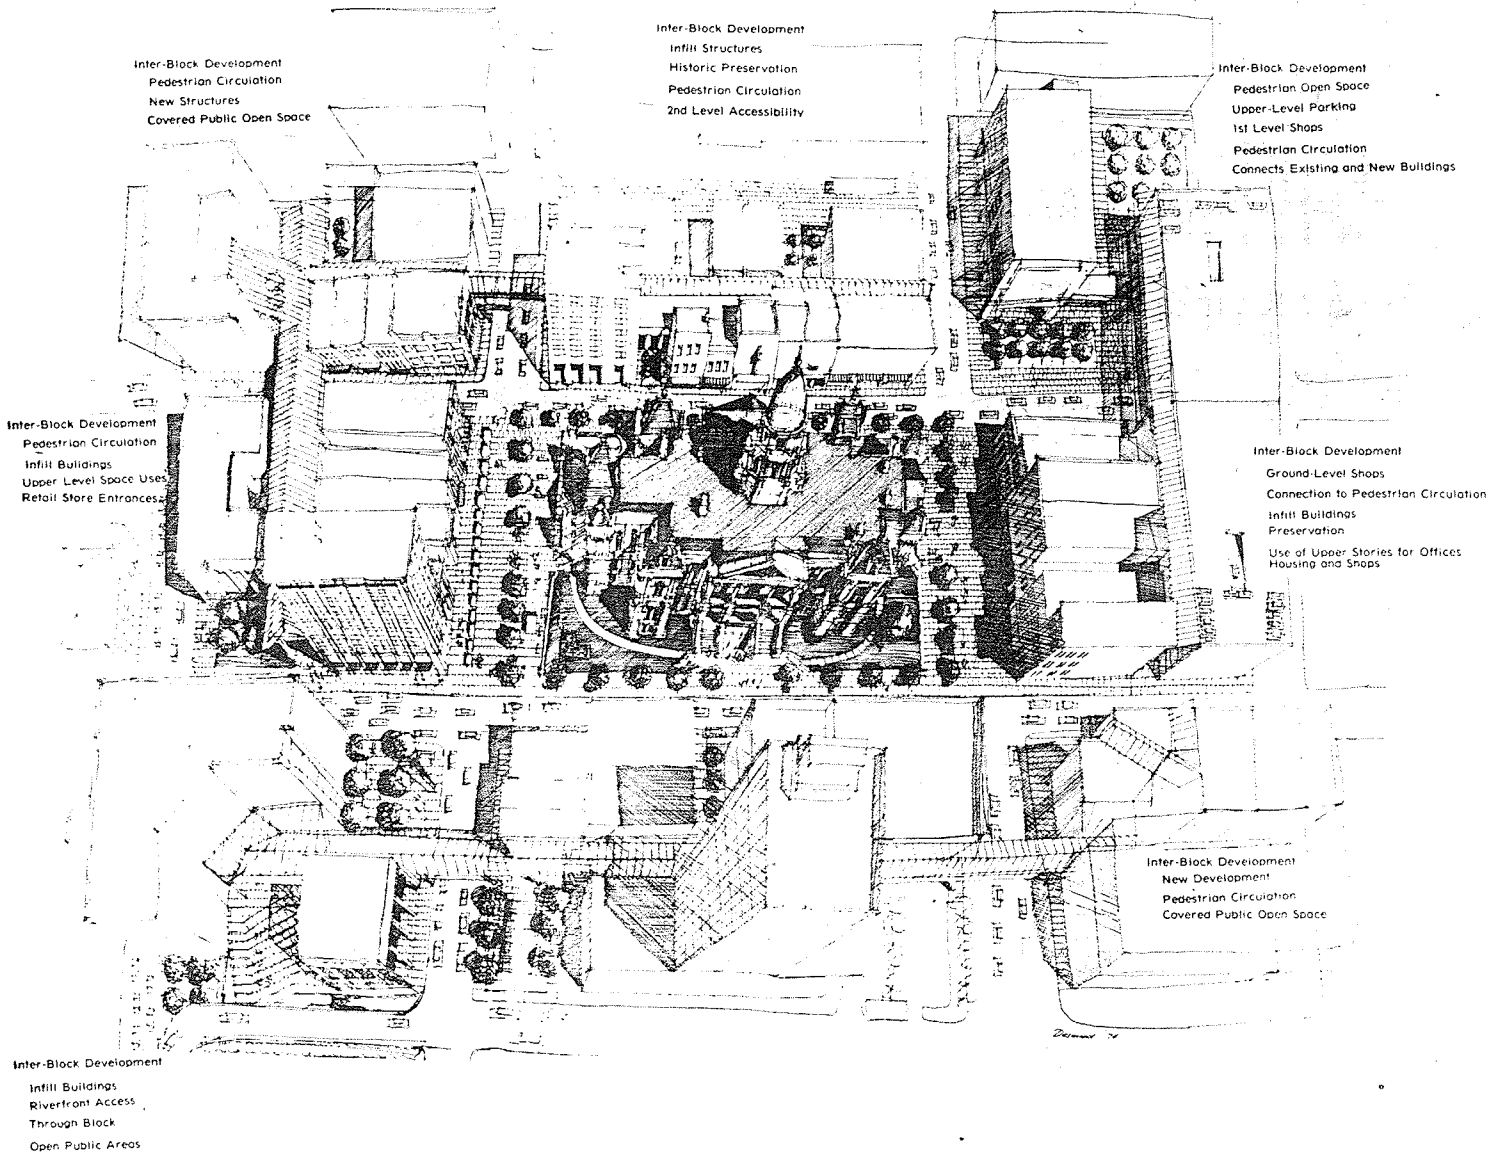 Inter-Block Development
Pedestrian Circulation
New Structures
Covered Public Open Space
Inter-Block Development
Infill Structures
Historic Preservation
Pedestrian Circulation
2nd Level Accessibility
Inter-Block Development
Pedestrian Open Space
Upper-Level Parking
1st Level Shops
Pedestrian Circulation
Connects Existing and New Buildings
Inter-Block Development
Pedestrian Circulation
Infill Buildings
Upper Level Space Uses
Retail Store Entrances
Inter-Block Development
Ground-Level Shops
Connection to Pedestrian Circulation
Infill Buildings
Preservation
Use of Upper Stories for Offices
Housing and Shops
Inter-Block Development
New Development
Pedestrian Circulation
Covered Public Open Space
Inter-Block Development
Infill Buildings
Riverfront Access
Through Block
Open Public Areas